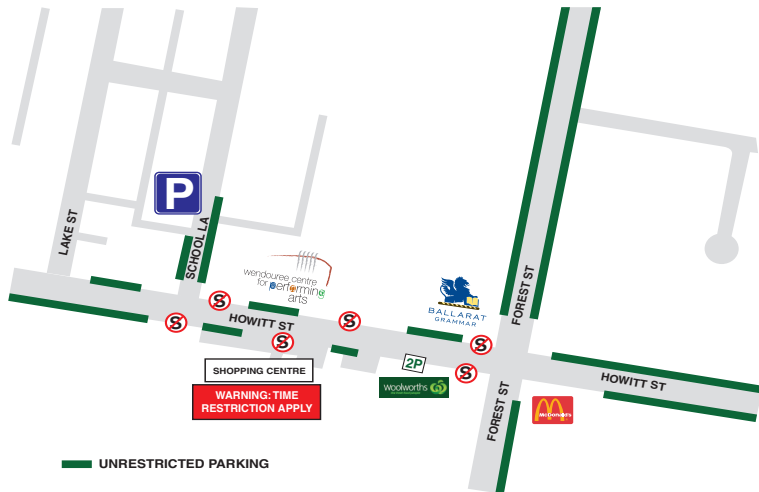 P
LAKE ST
SCHOOL LA
wendouree centre
for performing
arts
S
S
HOWITT ST
S
S
BALLARAT
GRAMMAR
S
S
FOREST ST
2P
woolworths
SHOPPING CENTRE
WARNING: TIME
RESTRICTION APPLY
HOWITT ST
FOREST ST
McDonald's
UNRESTRICTED PARKING